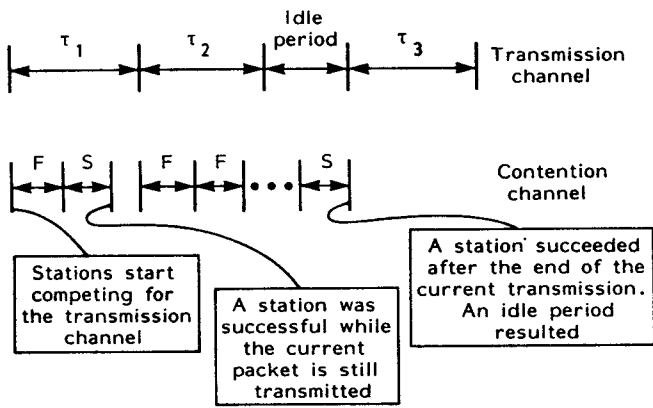 Idle
period
τ1 τ2 τ3
Transmission
channel
F S F F ••• S
Contention
channel
Stations start
competing for
the transmission
channel
A station was
successful while
the current
packet is still
transmitted
A station succeeded
after the end of the
current transmission.
An idle period
resulted